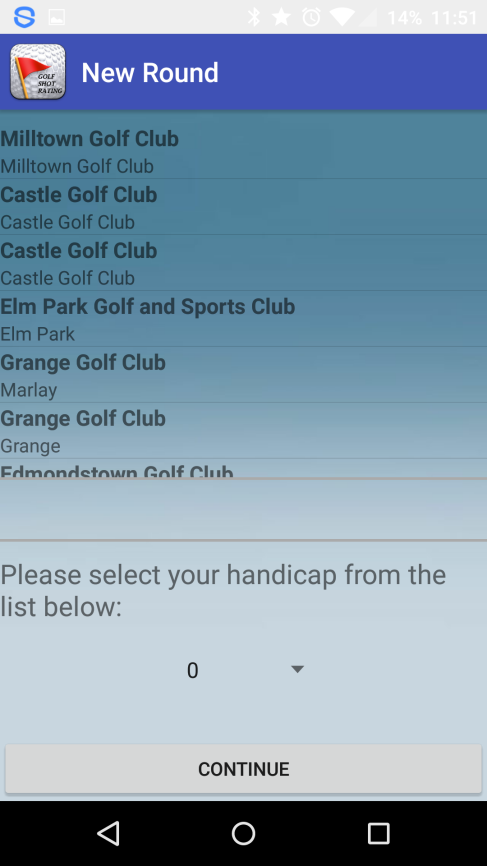 14% 11:51
GOLF
SHOT
RATING
New Round
Milltown Golf Club
Milltown Golf Club
Castle Golf Club
Castle Golf Club
Castle Golf Club
Castle Golf Club
Elm Park Golf and Sports Club
Elm Park
Grange Golf Club
Marlay
Grange Golf Club
Grange
Edmondstown Golf Club
Please select your handicap from the
list below:
0
CONTINUE